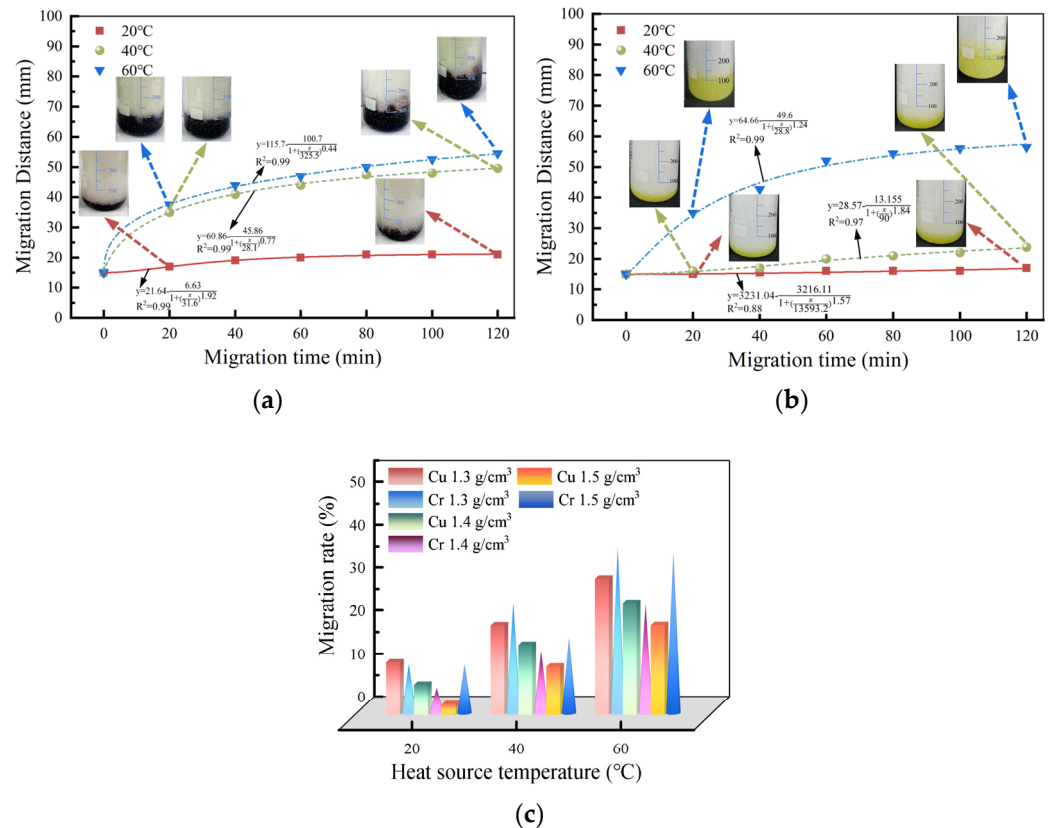 100
90
80
70
60
50
40
30
20
10
0
Migration Distance (mm)
20℃
40℃
60℃
y=115.7-100.7/1+(x/325.5)^0.44
R²=0.99
y=60.86-45.86/1+(x/28.1)^0.77
R²=0.99
y=21.64-6.63/1+(x/31.6)^1.92
R²=0.99
200
100
0 20 40 60 80 100 120
Migration time (min)
(a)
100
90
80
70
60
50
40
30
20
10
0
Migration Distance (mm)
20℃
40℃
60℃
y=64.66-49.6/1+(x/28.8)^1.24
R²=0.99
y=28.57-13.155/1+(x/90)^1.84
R²=0.97
y=3231.04-3216.11/1+(x/13593.2)^1.57
R²=0.88
200
100
0 20 40 60 80 100 120
Migration time (min)
(b)
50
40
30
20
10
0
Migration rate (%)
Cu 1.3 g/cm³ Cu 1.5 g/cm³
Cr 1.3 g/cm³ Cr 1.5 g/cm³
Cu 1.4 g/cm³
Cr 1.4 g/cm³
20 40 60
Heat source temperature (℃)
(c)